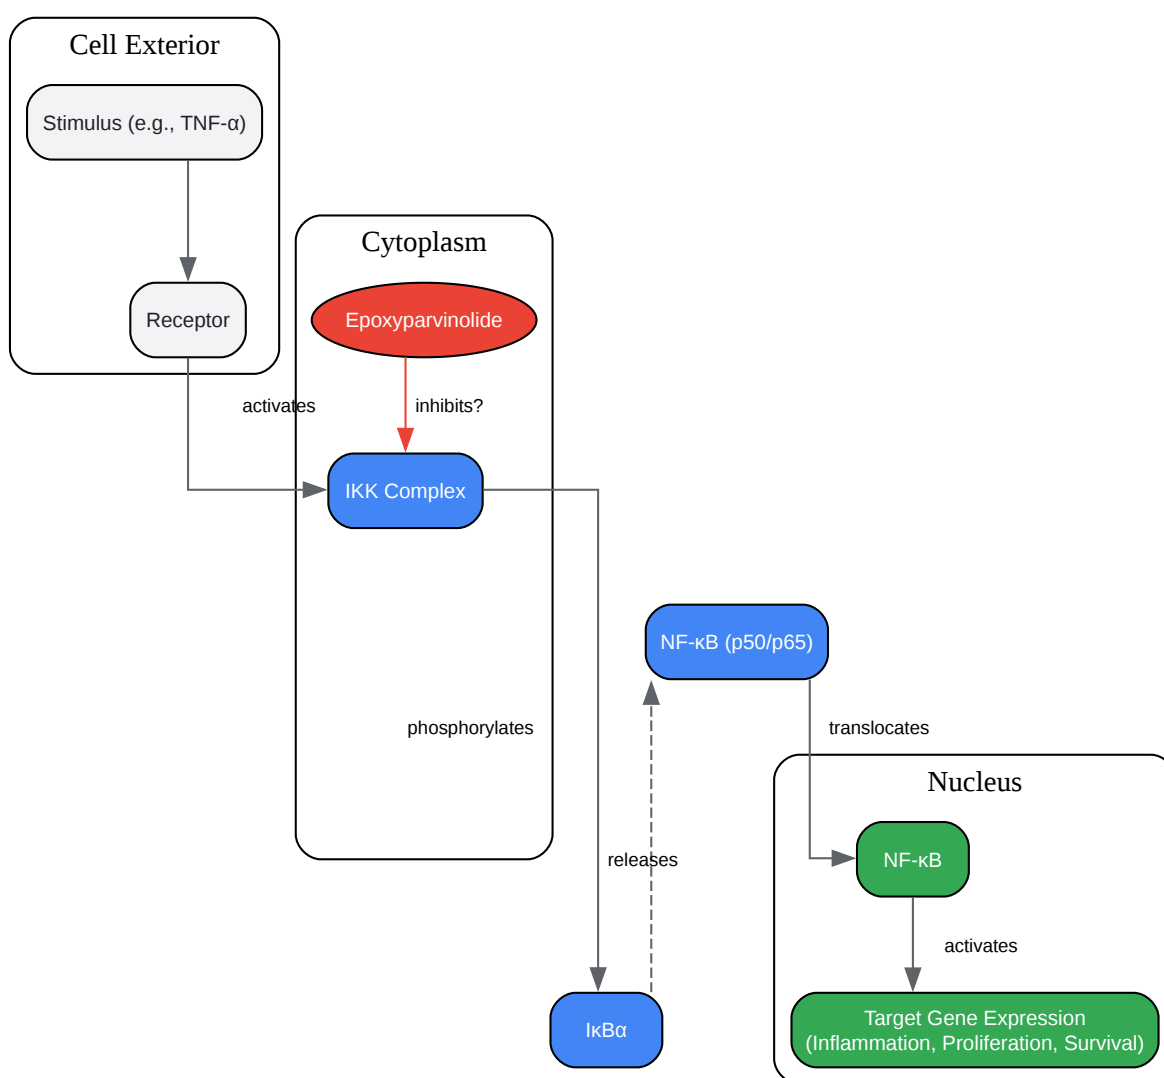 Cell Exterior
Stimulus (e.g., TNF-α)
Receptor
Cytoplasm
Epoxyparvinolide
activates
inhibits?
IKK Complex
NF-κB (p50/p65)
phosphorylates
translocates
Nucleus
releases
NF-κB
activates
IκBα
Target Gene Expression
(Inflammation, Proliferation, Survival)